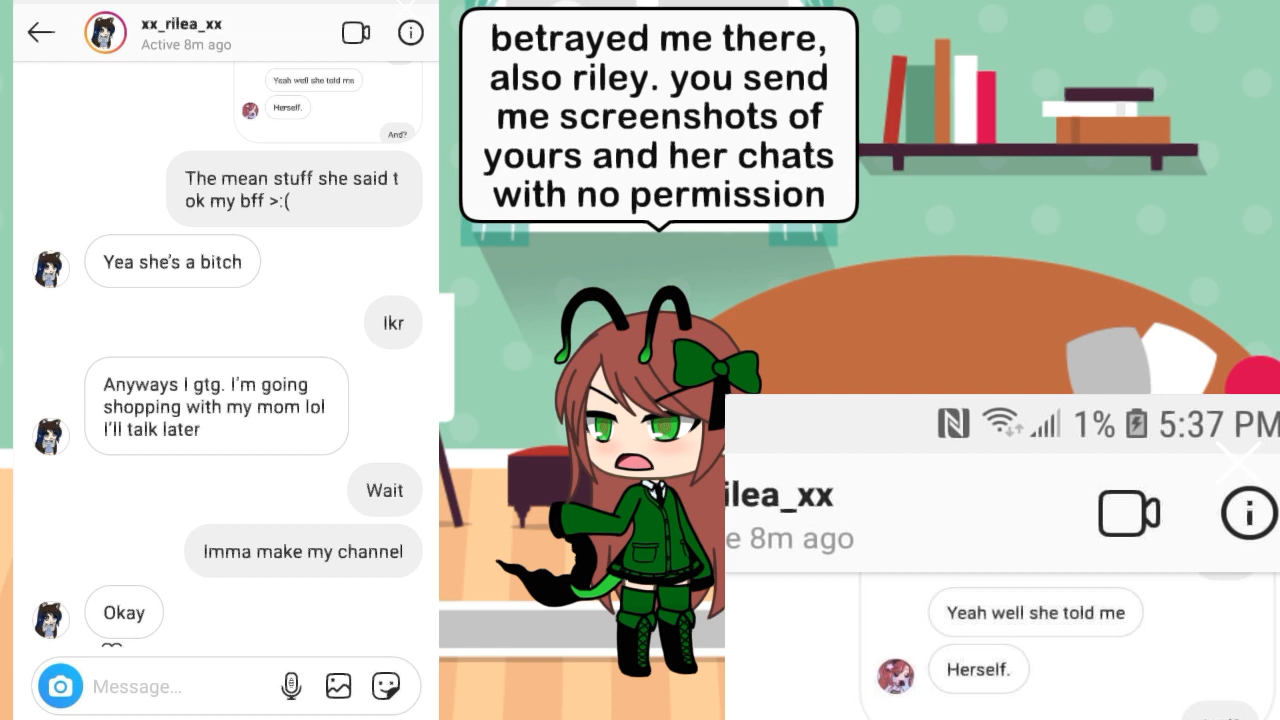 xx_rilea_xx
Active 8m ago
Yeah well she told me
Herself.
And?
The mean stuff she said t
ok my bff >:(
Yea she's a bitch
Ikr
Anyways I gtg. I'm going
shopping with my mom lol
I'll talk later
Wait
Imma make my channel
Okay
Message...
betrayed me there,
also riley. you send
me screenshots of
yours and her chats
with no permission
1% 5:37 PM
ilea_xx
e 8m ago
Yeah well she told me
Herself.